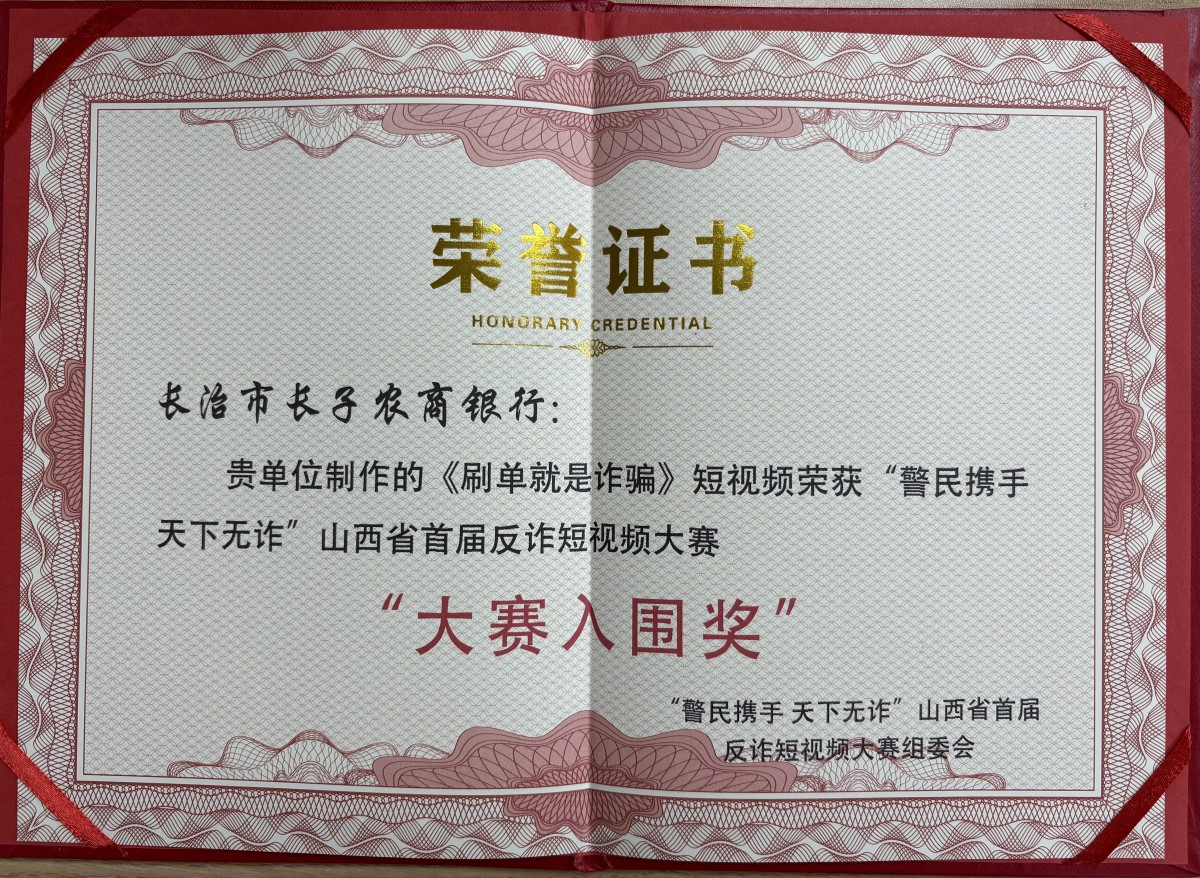 荣誉证书
HONORARY CREDENTIAL
长治市长子农商银行：
贵单位制作的《刷单就是诈骗》短视频荣获“警民携手
天下无诈”山西省首届反诈短视频大赛
“大赛入围奖”
“警民携手 天下无诈”山西省首届
反诈短视频大赛组委会